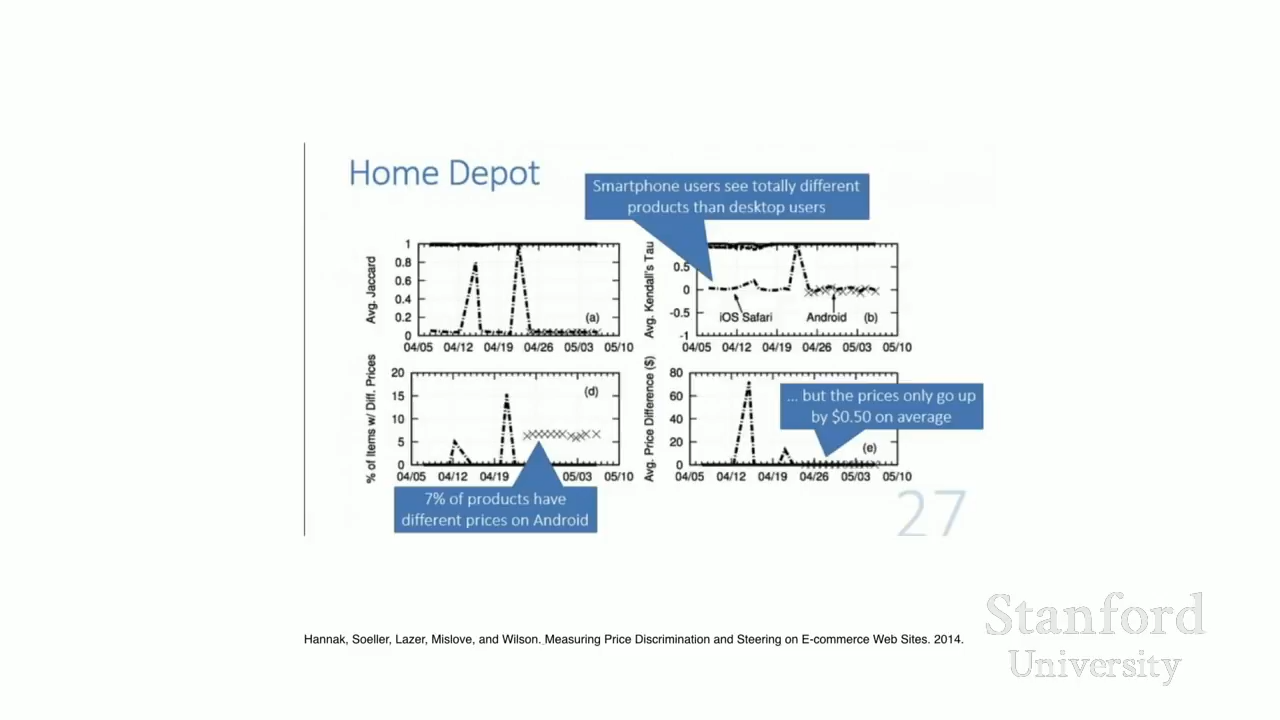 Home Depot
Smartphone users see totally different
products than desktop users
Avg. Jaccard
1
0.8
0.6
0.4
0.2
0
(a)
04/05 04/12 04/19 04/26 05/03 05/10
Avg. Kendall's Tau
0.5
0
-0.5
-1
iOS Safari
Android
(b)
04/05 04/12 04/19 04/26 05/03 05/10
% of Items w/ Diff. Prices
20
15
10
5
0
(d)
04/05 04/12 04/19 05/03 05/10
7% of products have
different prices on Android
Avg. Price Difference ($)
80
60
40
20
0
... but the prices only go up
by $0.50 on average
(e)
04/05 04/12 04/19 04/26 05/03 05/10
27
Hannak, Soeller, Lazer, Mislove, and Wilson. Measuring Price Discrimination and Steering on E-commerce Web Sites. 2014.
Stanford
University